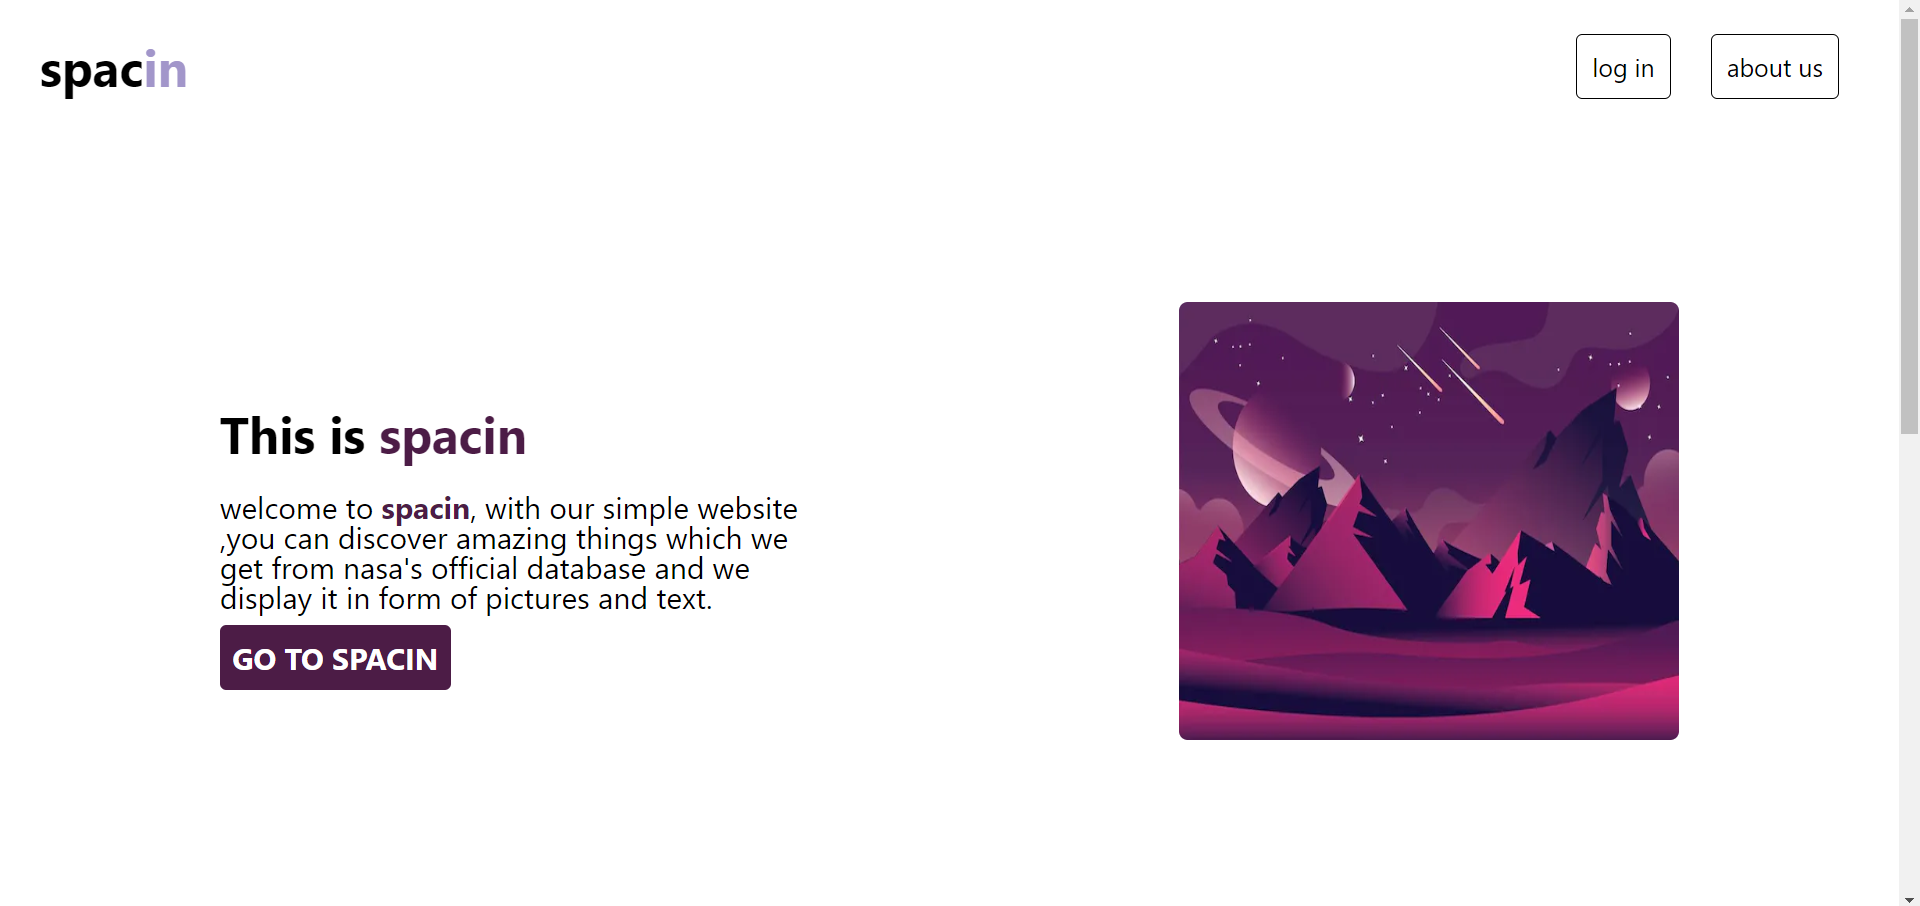 spacin
log in
about us
This is spacin
welcome to spacin, with our simple website
,you can discover amazing things which we
get from nasa's official database and we
display it in form of pictures and text.
GO TO SPACIN